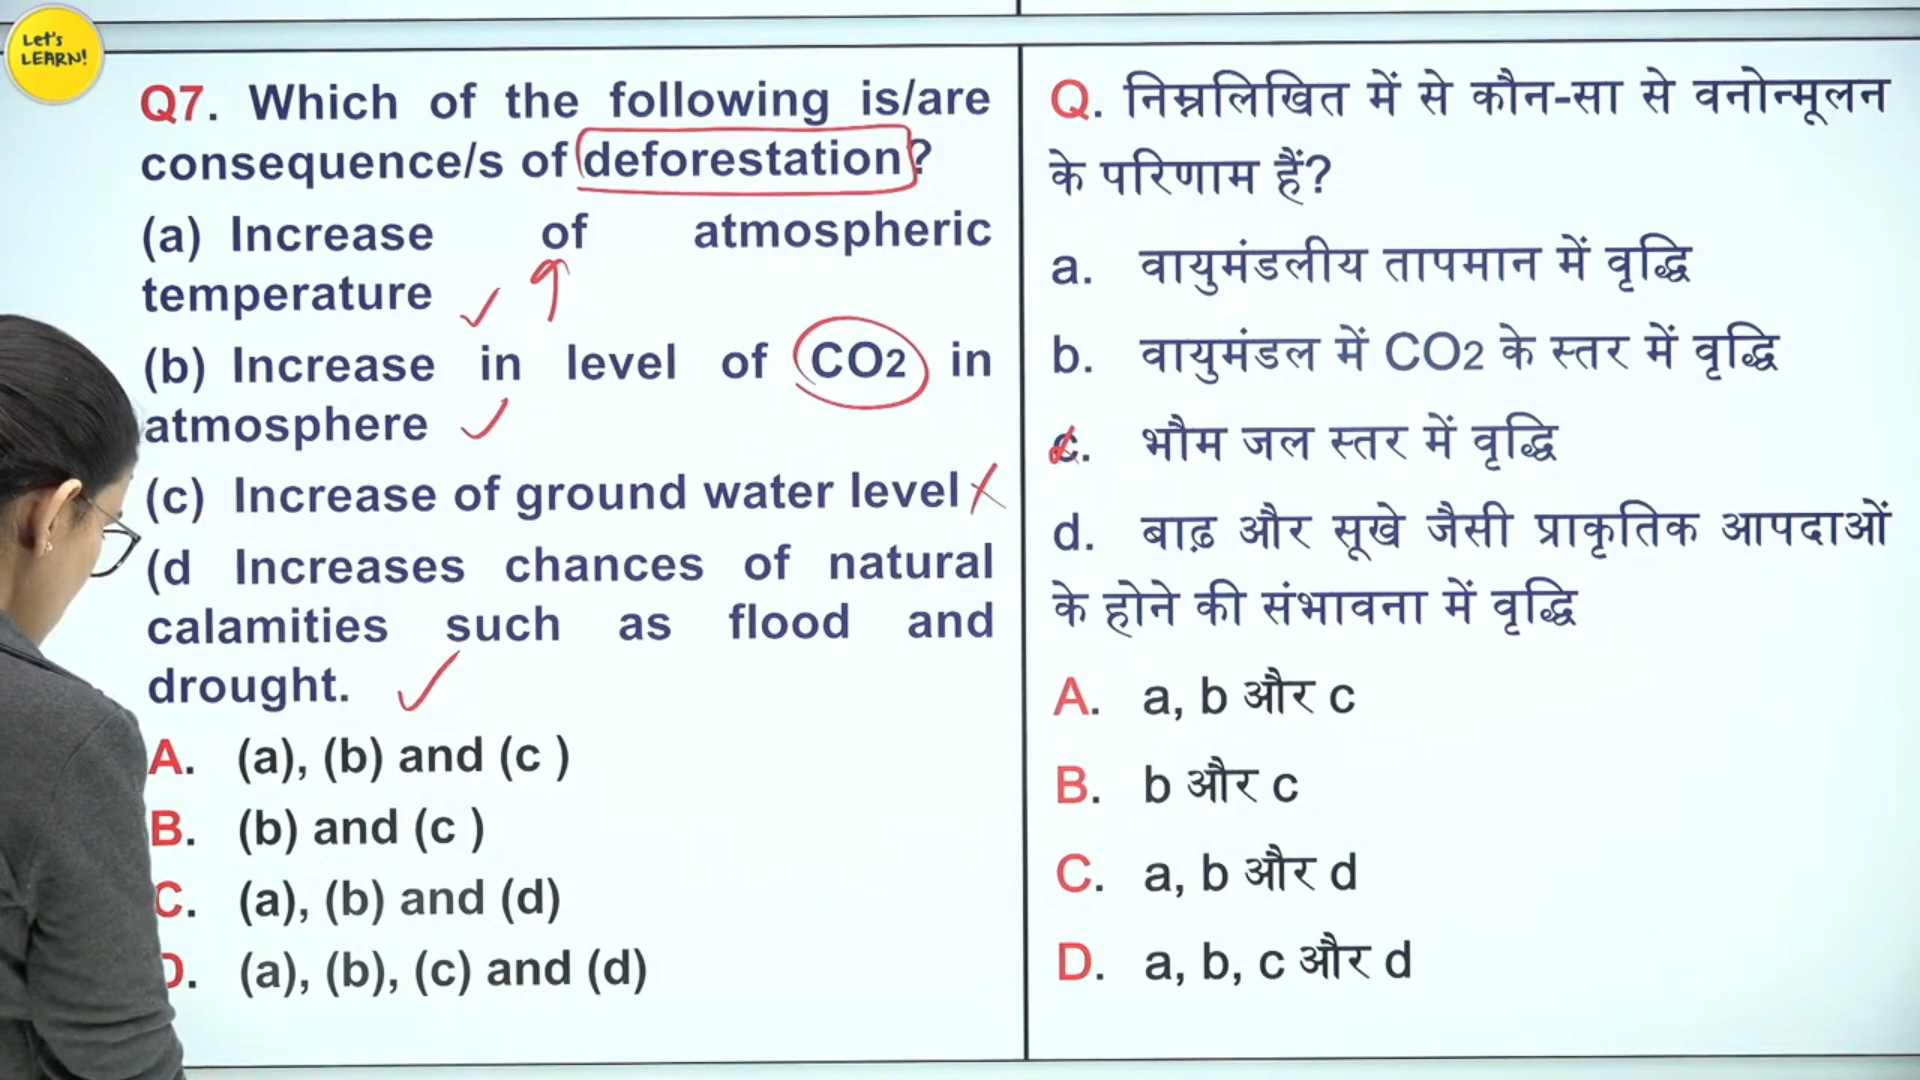 Let's
LEARN!
Q7. Which of the following is/are
consequence/s of deforestation?
(a) Increase of atmospheric
temperature
(b) Increase in level of CO2 in
atmosphere
(c) Increase of ground water level
(d Increases chances of natural
calamities such as flood and
drought.
A. (a), (b) and (c )
B. (b) and (c )
C. (a), (b) and (d)
D. (a), (b), (c) and (d)
Q. निम्नलिखित में से कौन-सा से वनोन्मूलन
के परिणाम हैं?
a. वायुमंडलीय तापमान में वृद्धि
b. वायुमंडल में CO2 के स्तर में वृद्धि
c. भौम जल स्तर में वृद्धि
d. बाढ़ और सूखे जैसी प्राकृतिक आपदाओं
के होने की संभावना में वृद्धि
A. a, b और c
B. b और c
C. a, b और d
D. a, b, c और d